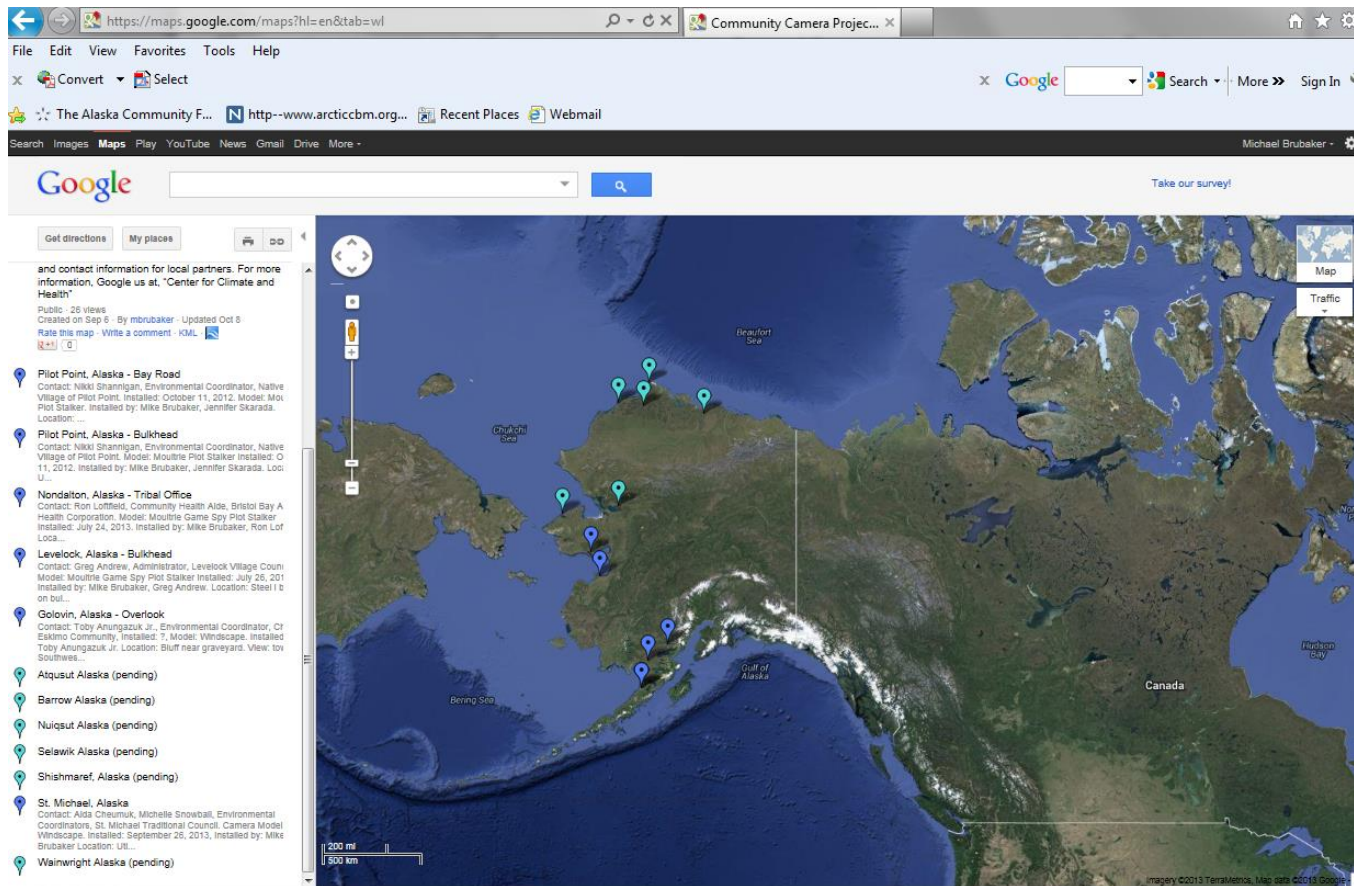 https://maps.google.com/maps?hl=en&tab=wl
Community Camera Projec...
File Edit View Favorites Tools Help
x Convert Select
x Google Search More » Sign In
The Alaska Community F... N http--www.arcticcbm.org... Recent Places Webmail
Search Images Maps Play YouTube News Gmail Drive More
Michael Brubaker
Google
Take our survey!
Get directions My places
and contact information for local partners. For more
information, Google us at, "Center for Climate and
Health"
Public · 26 views
Created on Sep 6 · By mbrubaker · Updated Oct 8
Rate this map · Write a comment · KML
+1 0
Pilot Point, Alaska - Bay Road
Contact: Nikki Shannigan, Environmental Coordinator, Native
Village of Pilot Point. Installed: October 11, 2012. Model: Mou
Plot Stalker. Installed by: Mike Brubaker, Jennifer Skarada.
Location: ...
Pilot Point, Alaska - Bulkhead
Contact: Nikki Shannigan, Environmental Coordinator, Native
Village of Pilot Point. Model: Moultrie Plot Stalker Installed: O
11, 2012. Installed by: Mike Brubaker, Jennifer Skarada. Loc
U...
Nondalton, Alaska - Tribal Office
Contact: Ron Loffield, Community Health Aide, Bristol Bay A
Health Corporation. Model: Moultrie Game Spy Plot Stalker
Installed: July 24, 2013. Installed by: Mike Brubaker, Ron Lof
Loca...
Levelock, Alaska - Bulkhead
Contact: Greg Andrew, Administrator, Levelock Village Coun
Model: Moultrie Game Spy Plot Stalker Installed: July 26, 201
Installed by: Mike Brubaker, Greg Andrew. Location: Steel I b
on bul...
Golovin, Alaska - Overlook
Contact: Toby Anungazuk Jr., Environmental Coordinator, Ch
Eskimo Community, Installed: ?, Model: Windscape. Installed
Toby Anungazuk Jr. Location: Bluff near graveyard. View: tov
Southwes...
Atqusut Alaska (pending)
Barrow Alaska (pending)
Nuiqsut Alaska (pending)
Selawik Alaska (pending)
Shishmaref, Alaska (pending)
St. Michael, Alaska
Contact: Alda Cheumuk, Michelle Snowball, Environmental
Coordinators, St. Michael Traditional Council. Camera Model
Windscape. Installed: September 26, 2013, Installed by: Mike
Brubaker Location: Uti...
Wainwright Alaska (pending)
Map
Traffic
Beaufort
Sea
Chukchi
Sea
Gulf of
Alaska
Bering Sea
Hudson
Bay
Canada
200 mi
500 km
Imagery ©2013 TerraMetrics, Map data ©2013 Google